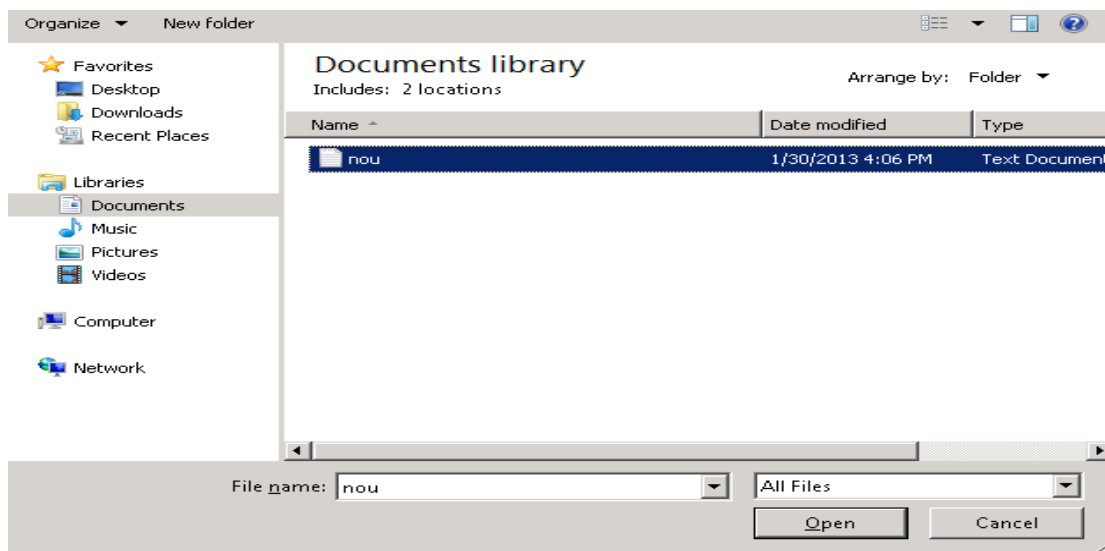 Organize New folder
Favorites
Desktop
Downloads
Recent Places
Libraries
Documents
Music
Pictures
Videos
Computer
Network
Documents library
Includes: 2 locations
Arrange by: Folder
Name Date modified Type
nou 1/30/2013 4:06 PM Text Document
File name: nou All Files
Open Cancel